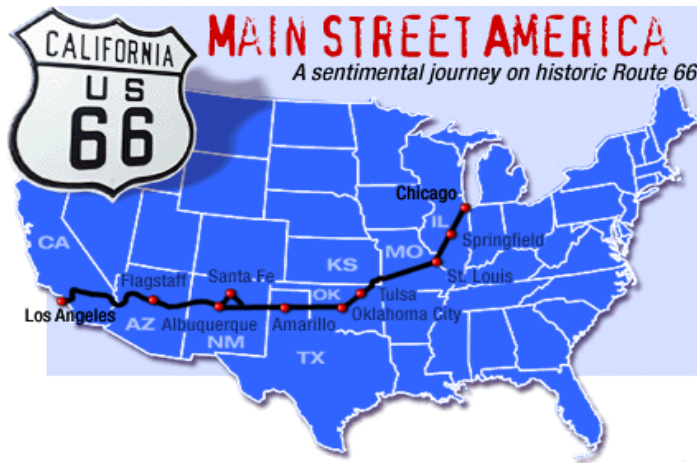 CALIFORNIA
US
66
MAIN STREET AMERICA
A sentimental journey on historic Route 66
Chicago
IL
Springfield
CA
MO
KS
St. Louis
Flagstaff
Santa Fe
OK
Tulsa
Los Angeles
AZ
Albuquerque
Amarillo
Oklahoma City
NM
TX